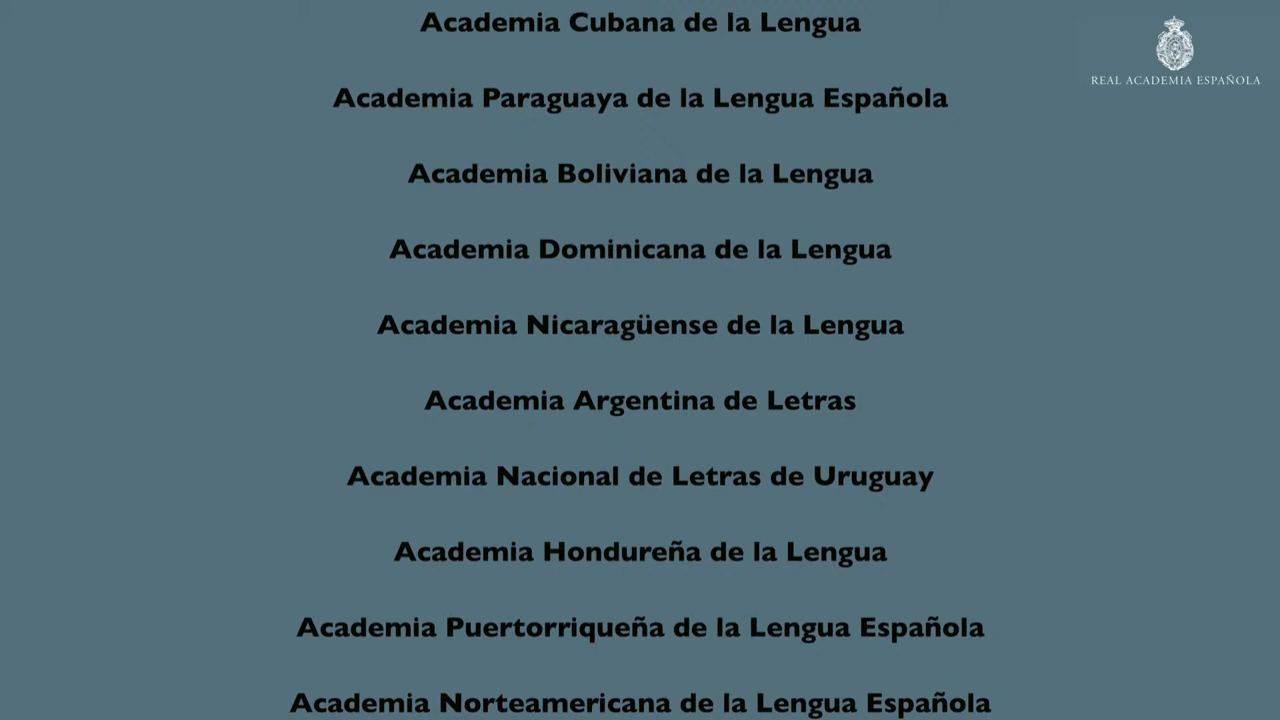 Academia Cubana de la Lengua
REAL ACADEMIA ESPAÑOLA
Academia Paraguaya de la Lengua Española
Academia Boliviana de la Lengua
Academia Dominicana de la Lengua
Academia Nicaragüense de la Lengua
Academia Argentina de Letras
Academia Nacional de Letras de Uruguay
Academia Hondureña de la Lengua
Academia Puertorriqueña de la Lengua Española
Academia Norteamericana de la Lengua Española